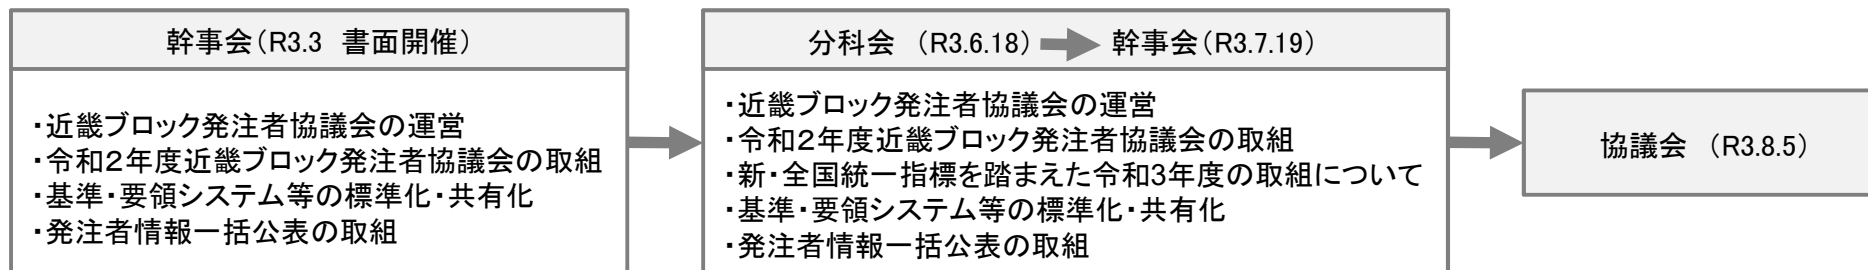 幹事会(R3.3 書面開催)
・近畿ブロック発注者協議会の運営
・令和2年度近畿ブロック発注者協議会の取組
・基準・要領システム等の標準化・共有化
・発注者情報一括公表の取組
分科会 (R3.6.18) 幹事会(R3.7.19)
・近畿ブロック発注者協議会の運営
・令和2年度近畿ブロック発注者協議会の取組
・新・全国統一指標を踏まえた令和3年度の取組について
・基準・要領システム等の標準化・共有化
・発注者情報一括公表の取組
協議会 (R3.8.5)